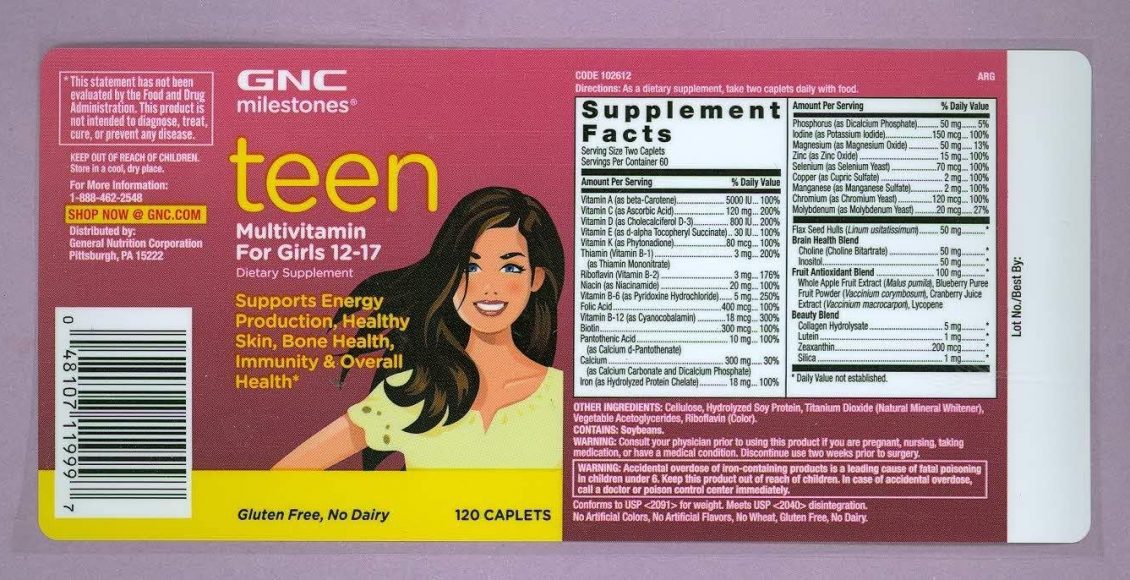 * This statement has not been
evaluated by the Food and Drug
Administration. This product is
not intended to diagnose, treat,
cure, or prevent any disease.
KEEP OUT OF REACH OF CHILDREN.
Store in a cool, dry place.
For More Information:
1-888-462-2548
SHOP NOW @ GNC.COM
Distributed by:
General Nutrition Corporation
Pittsburgh, PA 15222
0 48107 11999 7
GNC
milestones®
teen
Multivitamin
For Girls 12-17
Dietary Supplement
Supports Energy
Production, Healthy
Skin, Bone Health,
Immunity & Overall
Health*
Gluten Free, No Dairy
120 CAPLETS
CODE 102612
ARG
Directions: As a dietary supplement, take two caplets daily with food.
Supplement
Facts
Serving Size Two Caplets
Servings Per Container 60
Amount Per Serving % Daily Value
Vitamin A (as beta-Carotene) 5000 IU 100%
Vitamin C (as Ascorbic Acid) 120 mg 200%
Vitamin D (as Cholecalciferol D-3) 800 IU 200%
Vitamin E (as d-alpha Tocopheryl Succinate) 30 IU 100%
Vitamin K (as Phytonadione) 80 mcg 100%
Thiamin (Vitamin B-1) 3 mg 200%
(as Thiamin Mononitrate)
Riboflavin (Vitamin B-2) 3 mg 176%
Niacin (as Niacinamide) 20 mg 100%
Vitamin B-6 (as Pyridoxine Hydrochloride) 5 mg 250%
Folic Acid 400 mcg 100%
Vitamin B-12 (as Cyanocobalamin) 18 mcg 300%
Biotin 300 mcg 100%
Pantothenic Acid 10 mg 100%
(as Calcium d-Pantothenate)
Calcium 300 mg 30%
(as Calcium Carbonate and Dicalcium Phosphate)
Iron (as Hydrolyzed Protein Chelate) 18 mg 100%
Amount Per Serving % Daily Value
Phosphorus (as Dicalcium Phosphate) 50 mg 5%
Iodine (as Potassium Iodide) 150 mcg 100%
Magnesium (as Magnesium Oxide) 50 mg 13%
Zinc (as Zinc Oxide) 15 mg 100%
Selenium (as Selenium Yeast) 70 mcg 100%
Copper (as Cupric Sulfate) 2 mg 100%
Manganese (as Manganese Sulfate) 2 mg 100%
Chromium (as Chromium Yeast) 120 mcg 100%
Molybdenum (as Molybdenum Yeast) 20 mcg 27%
Flax Seed Hulls (Linum usitatissimum) 50 mg *
Brain Health Blend
Choline (Choline Bitartrate) 50 mg *
Inositol 50 mg *
Fruit Antioxidant Blend 100 mg *
Whole Apple Fruit Extract (Malus pumila), Blueberry Puree
Fruit Powder (Vaccinium corymbosum), Cranberry Juice
Extract (Vaccinium macrocarpon), Lycopene
Beauty Blend
Collagen Hydrolysate 5 mg *
Lutein 1 mg *
Zeaxanthin 200 mcg *
Silica 1 mg *
* Daily Value not established.
OTHER INGREDIENTS: Cellulose, Hydrolyzed Soy Protein, Titanium Dioxide (Natural Mineral Whitener),
Vegetable Acetoglycerides, Riboflavin (Color).
CONTAINS: Soybeans.
WARNING: Consult your physician prior to using this product if you are pregnant, nursing, taking
medication, or have a medical condition. Discontinue use two weeks prior to surgery.
WARNING: Accidental overdose of iron-containing products is a leading cause of fatal poisoning
in children under 6. Keep this product out of reach of children. In case of accidental overdose,
call a doctor or poison control center immediately.
Conforms to USP <2091> for weight. Meets USP <2040> disintegration.
No Artificial Colors, No Artificial Flavors, No Wheat, Gluten Free, No Dairy.
Lot No./Best By: